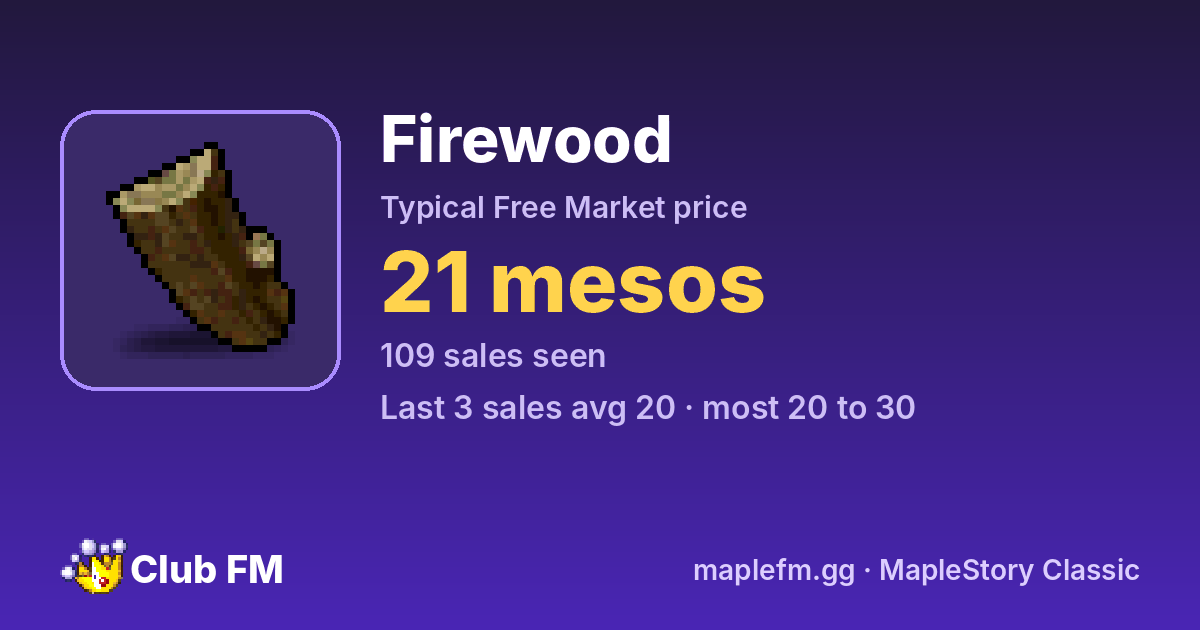 Firewood
Typical Free Market price
21 mesos
109 sales seen
Last 3 sales avg 20 · most 20 to 30
Club FM
maplefm.gg · MapleStory Classic